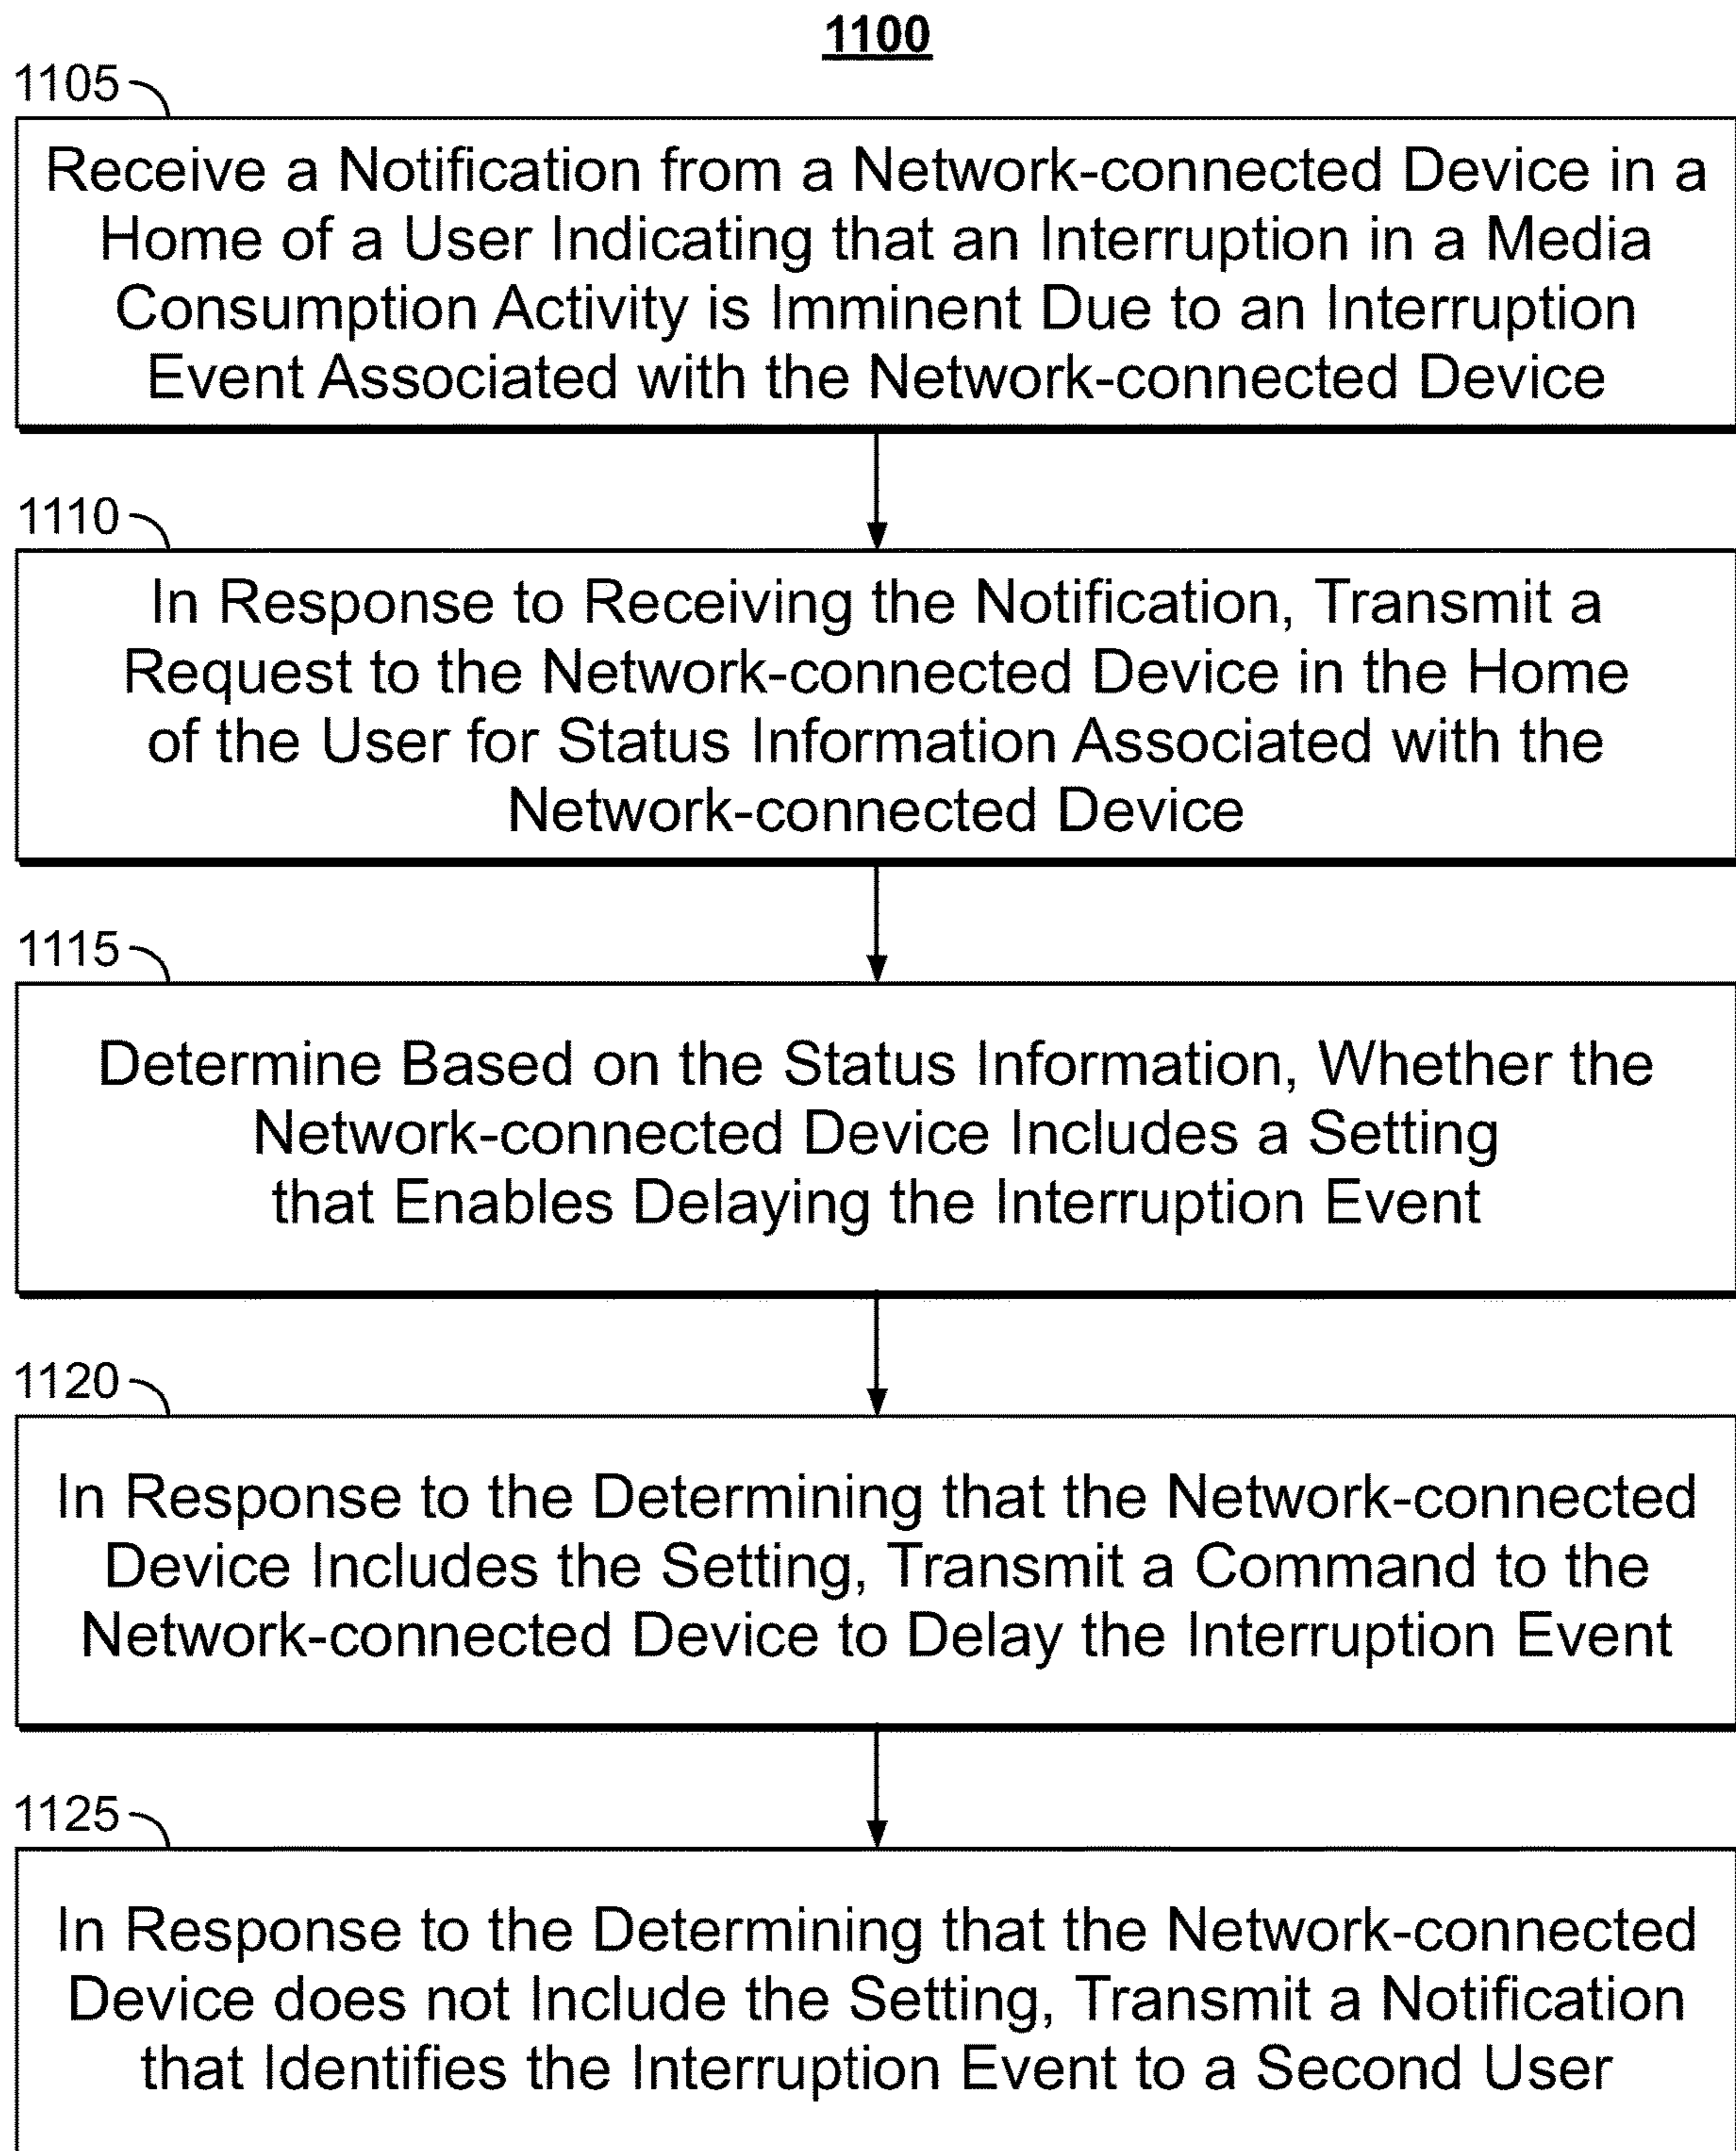 1100
1105
Receive a Notification from a Network-connected Device in a
Home of a User Indicating that an Interruption in a Media
Consumption Activity is Imminent Due to an Interruption
Event Associated with the Network-connected Device
1110
In Response to Receiving the Notification, Transmit a
Request to the Network-connected Device in the Home
of the User for Status Information Associated with the
Network-connected Device
1115
Determine Based on the Status Information, Whether the
Network-connected Device Includes a Setting
that Enables Delaying the Interruption Event
1120
In Response to the Determining that the Network-connected
Device Includes the Setting, Transmit a Command to the
Network-connected Device to Delay the Interruption Event
1125
In Response to the Determining that the Network-connected
Device does not Include the Setting, Transmit a Notification
that Identifies the Interruption Event to a Second User